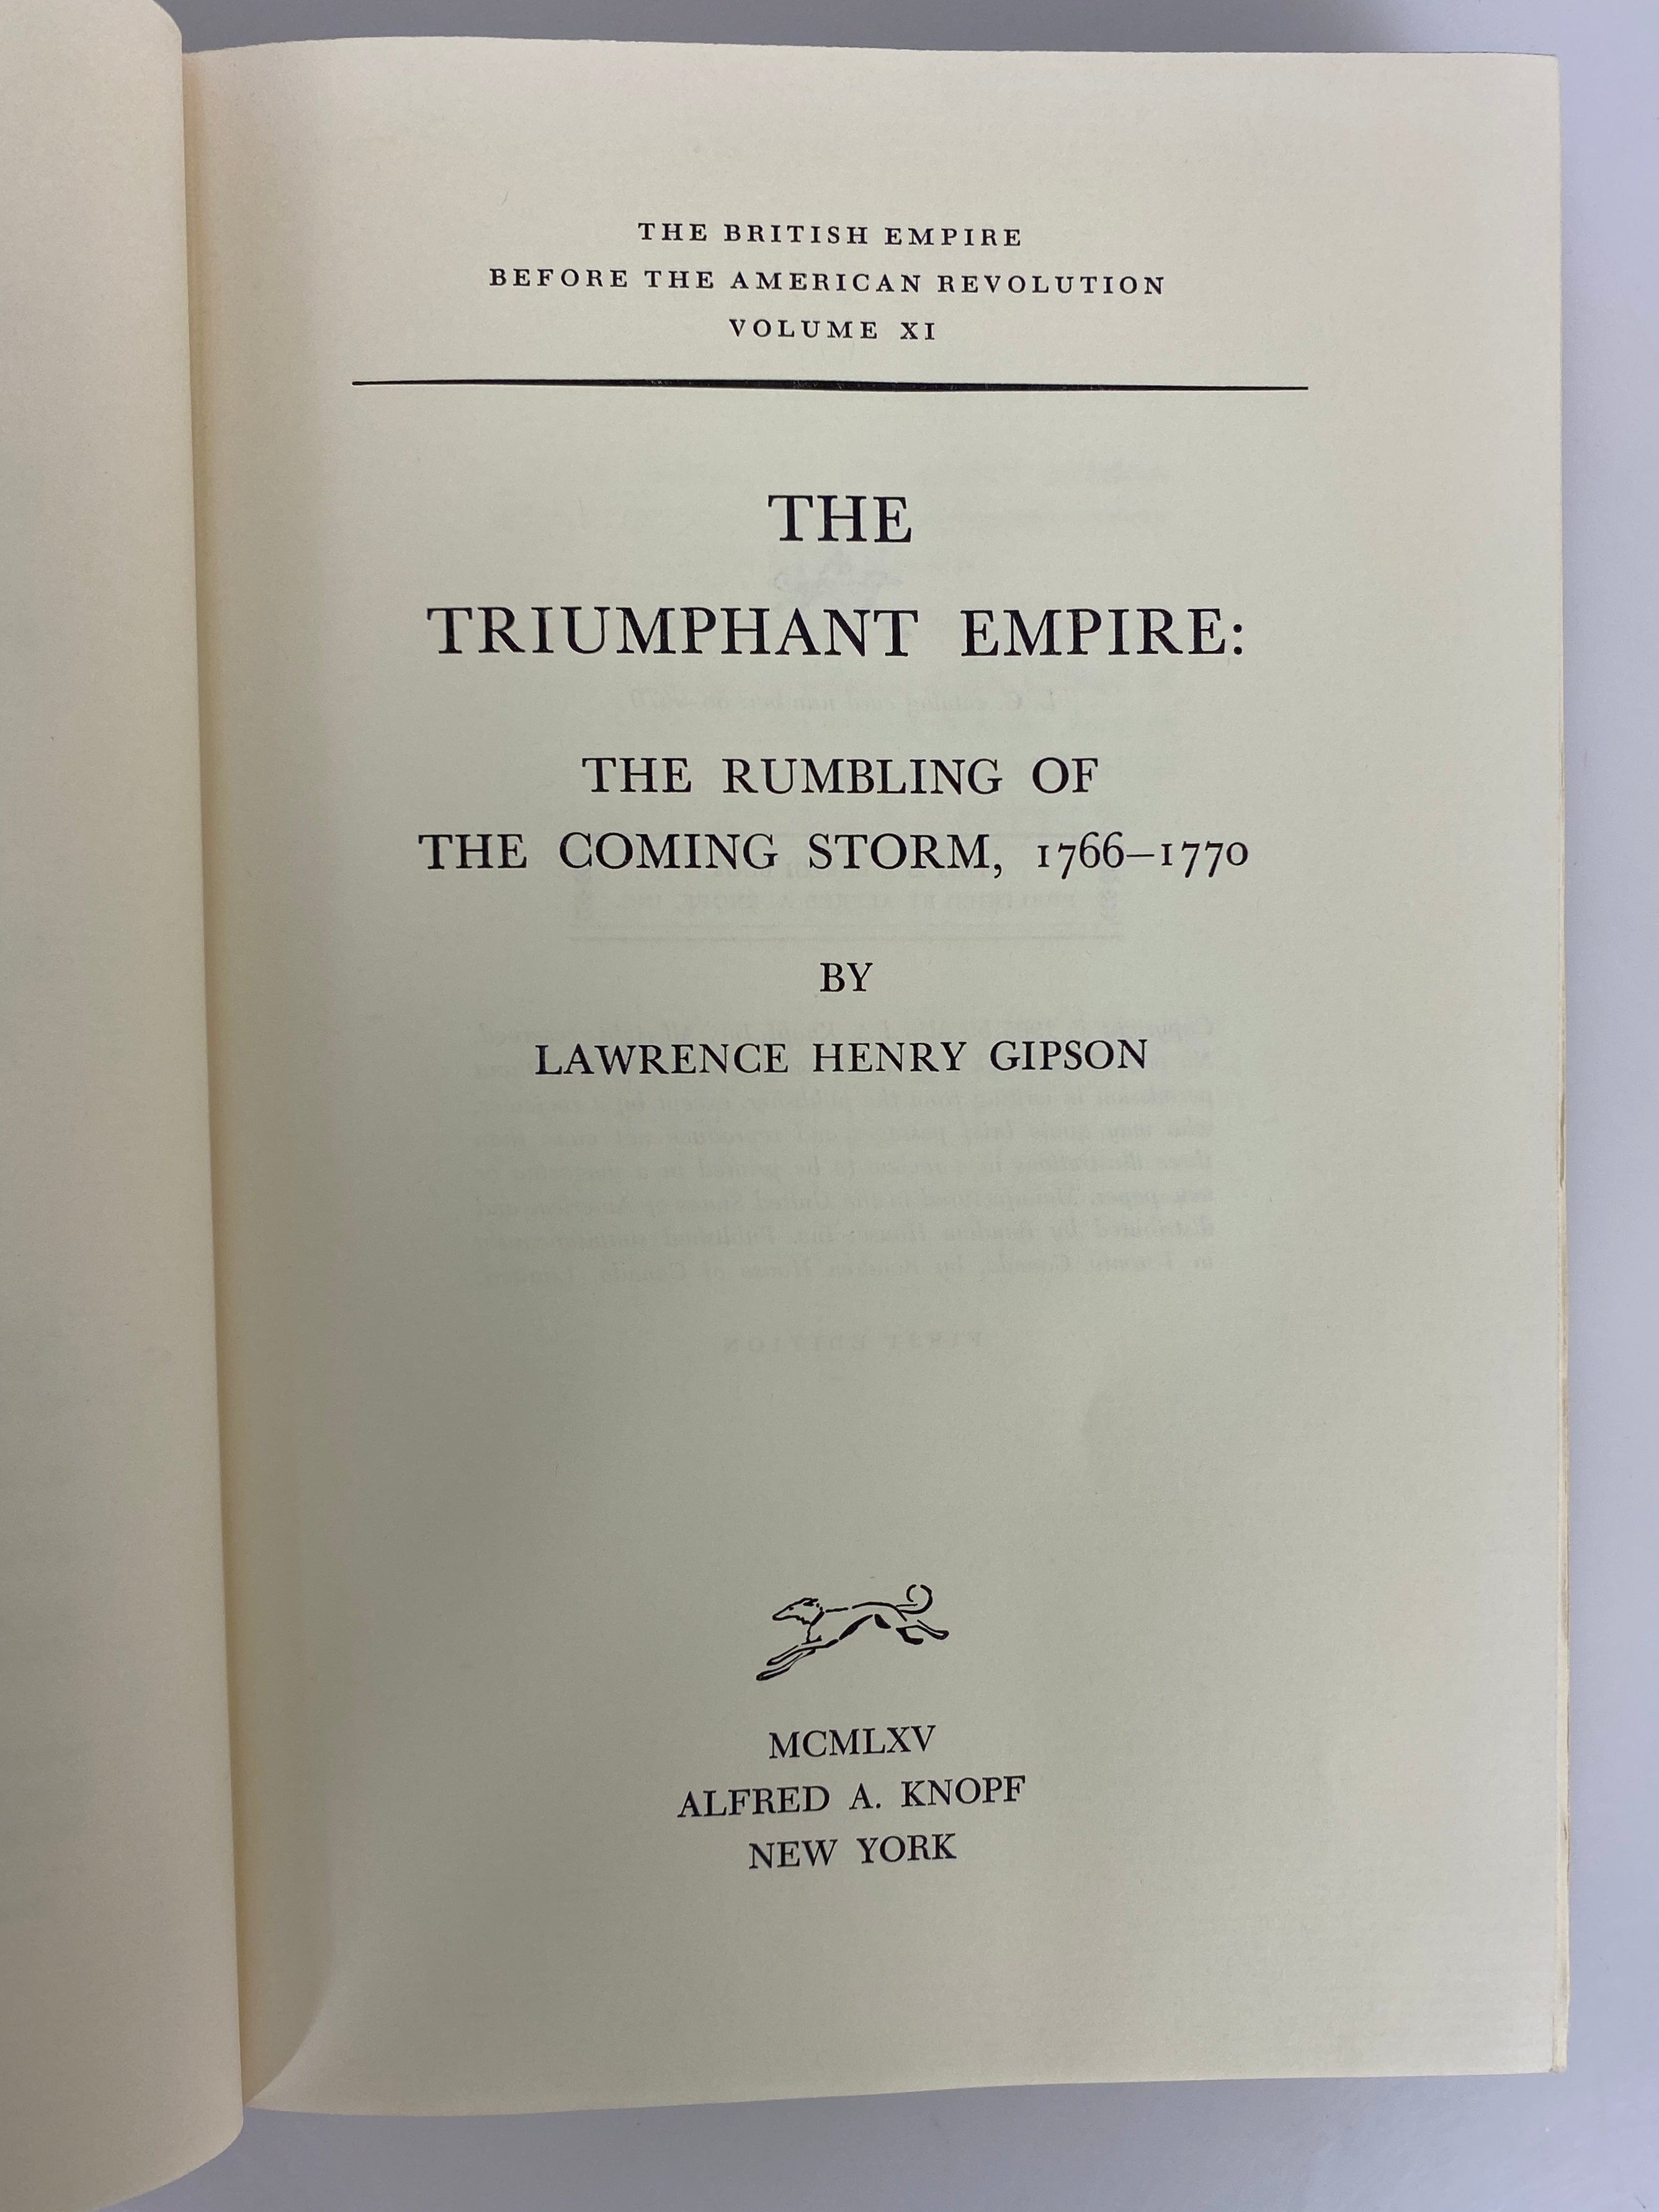 THE BRITISH EMPIRE
BEFORE THE AMERICAN REVOLUTION
VOLUME XI
THE
TRIUMPHANT EMPIRE:
THE RUMBLING OF
THE COMING STORM, 1766–1770
BY
LAWRENCE HENRY GIPSON
MCMLXV
ALFRED A. KNOPF
NEW YORK